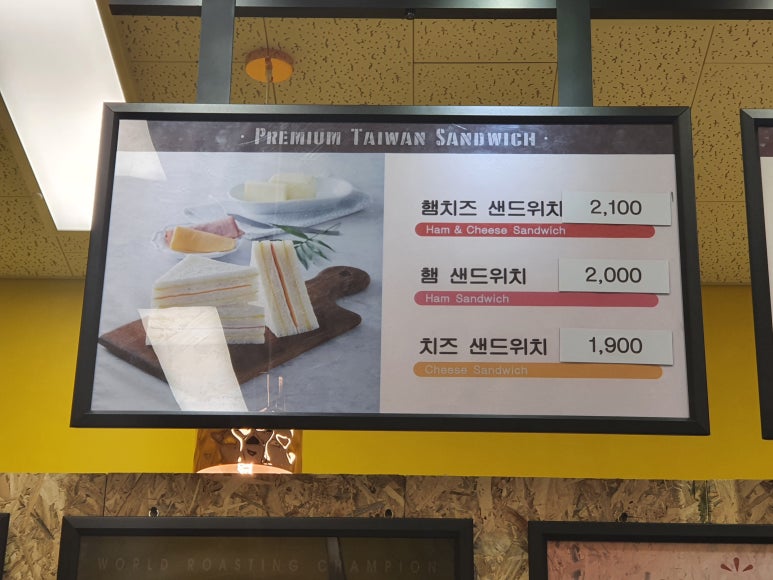 · PREMIUM TAIWAN SANDWICH ·
햄치즈 샌드위치 2,100
Ham & Cheese Sandwich
햄 샌드위치 2,000
Ham Sandwich
치즈 샌드위치 1,900
Cheese Sandwich
WORLD ROASTING CHAMPION